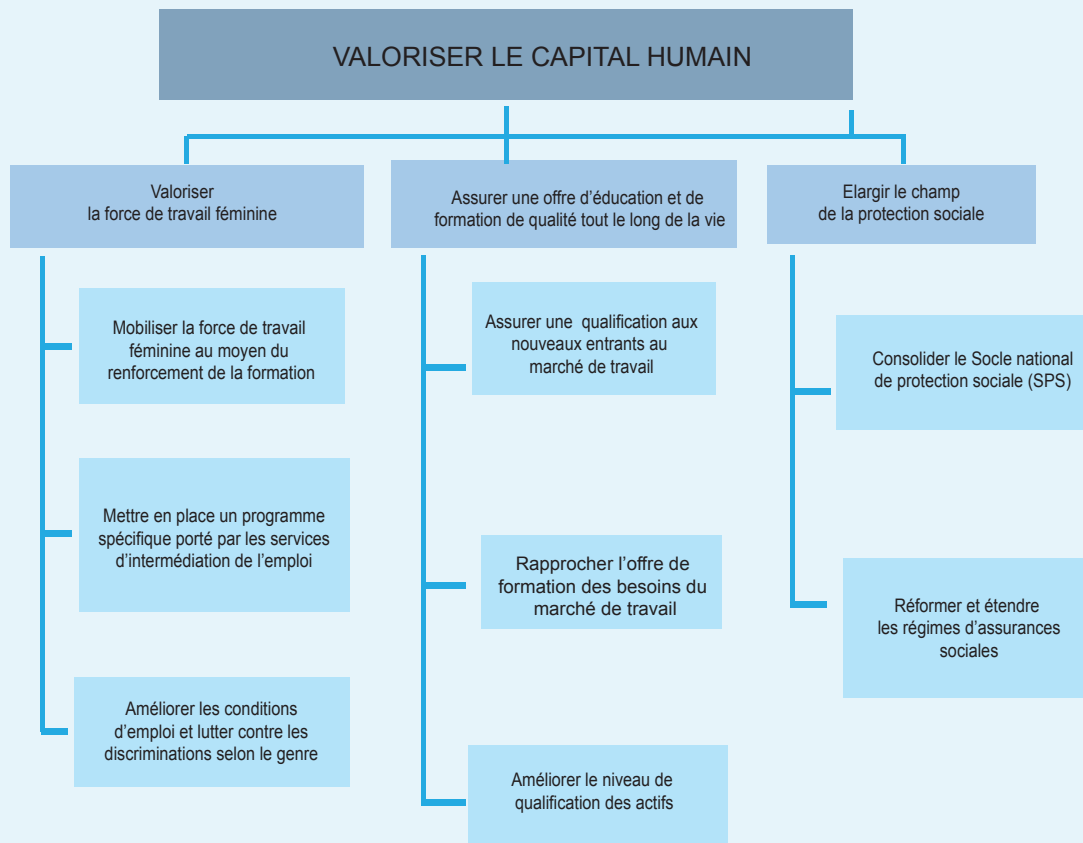 VALORISER LE CAPITAL HUMAIN
Valoriser
la force de travail féminine
Mobiliser la force de travail
féminine au moyen du
renforcement de la formation
Mettre en place un programme
spécifique porté par les services
d’intermédiation de l’emploi
Améliorer les conditions
d’emploi et lutter contre les
discriminations selon le genre
Assurer une offre d’éducation et de
formation de qualité tout le long de la vie
Assurer une qualification aux
nouveaux entrants au
marché de travail
Rapprocher l’offre de
formation des besoins du
marché de travail
Améliorer le niveau de
qualification des actifs
Elargir le champ
de la protection sociale
Consolider le Socle national
de protection sociale (SPS)
Réformer et étendre
les régimes d’assurances
sociales